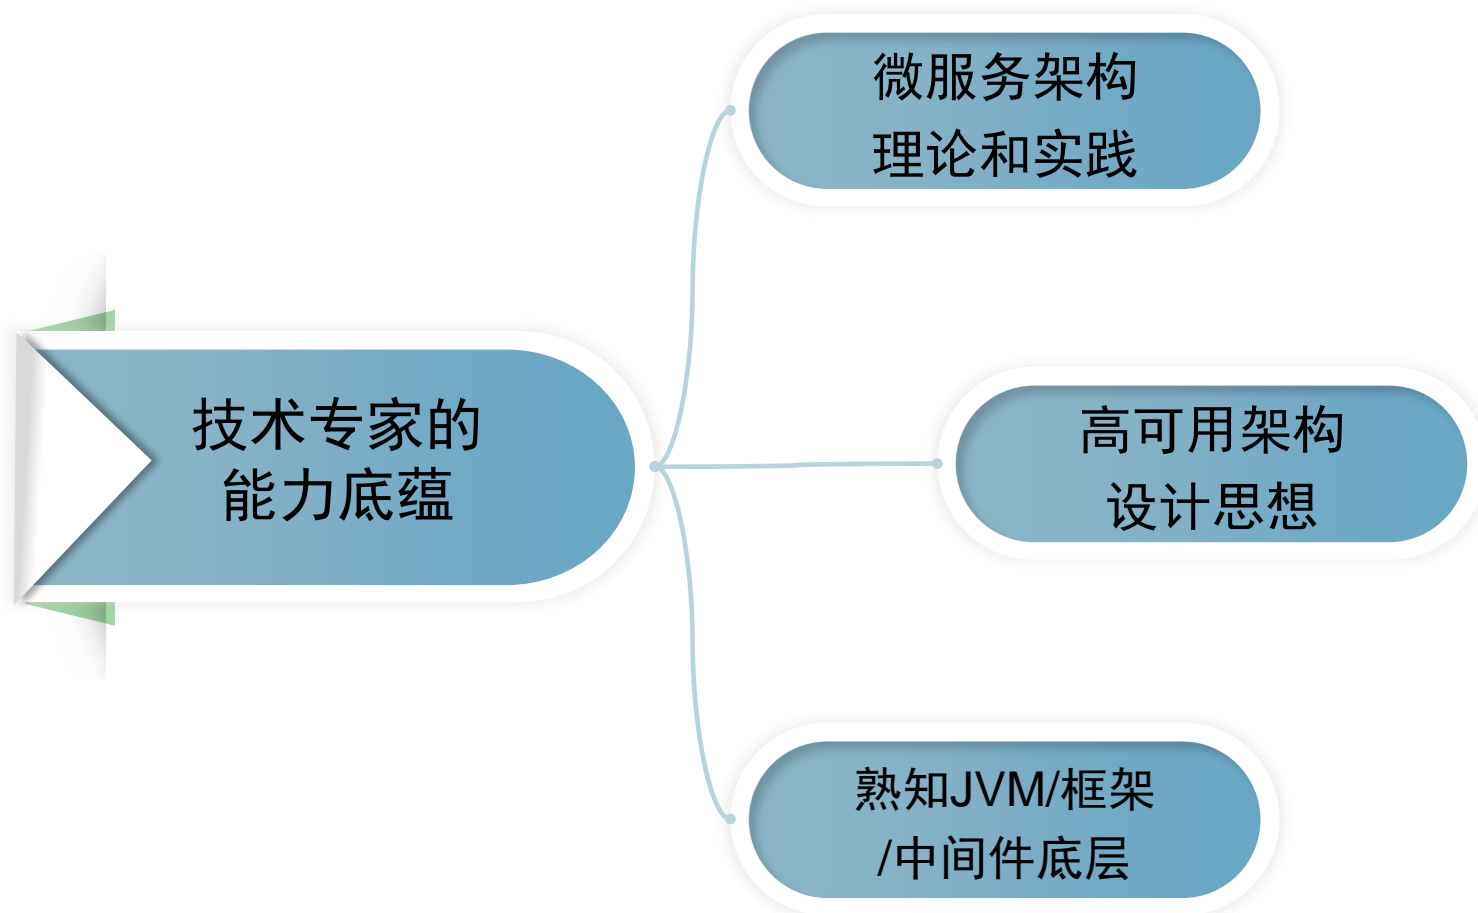 微服务架构
理论和实践
技术专家的
能力底蕴
高可用架构
设计思想
熟知JVM/框架
/中间件底层